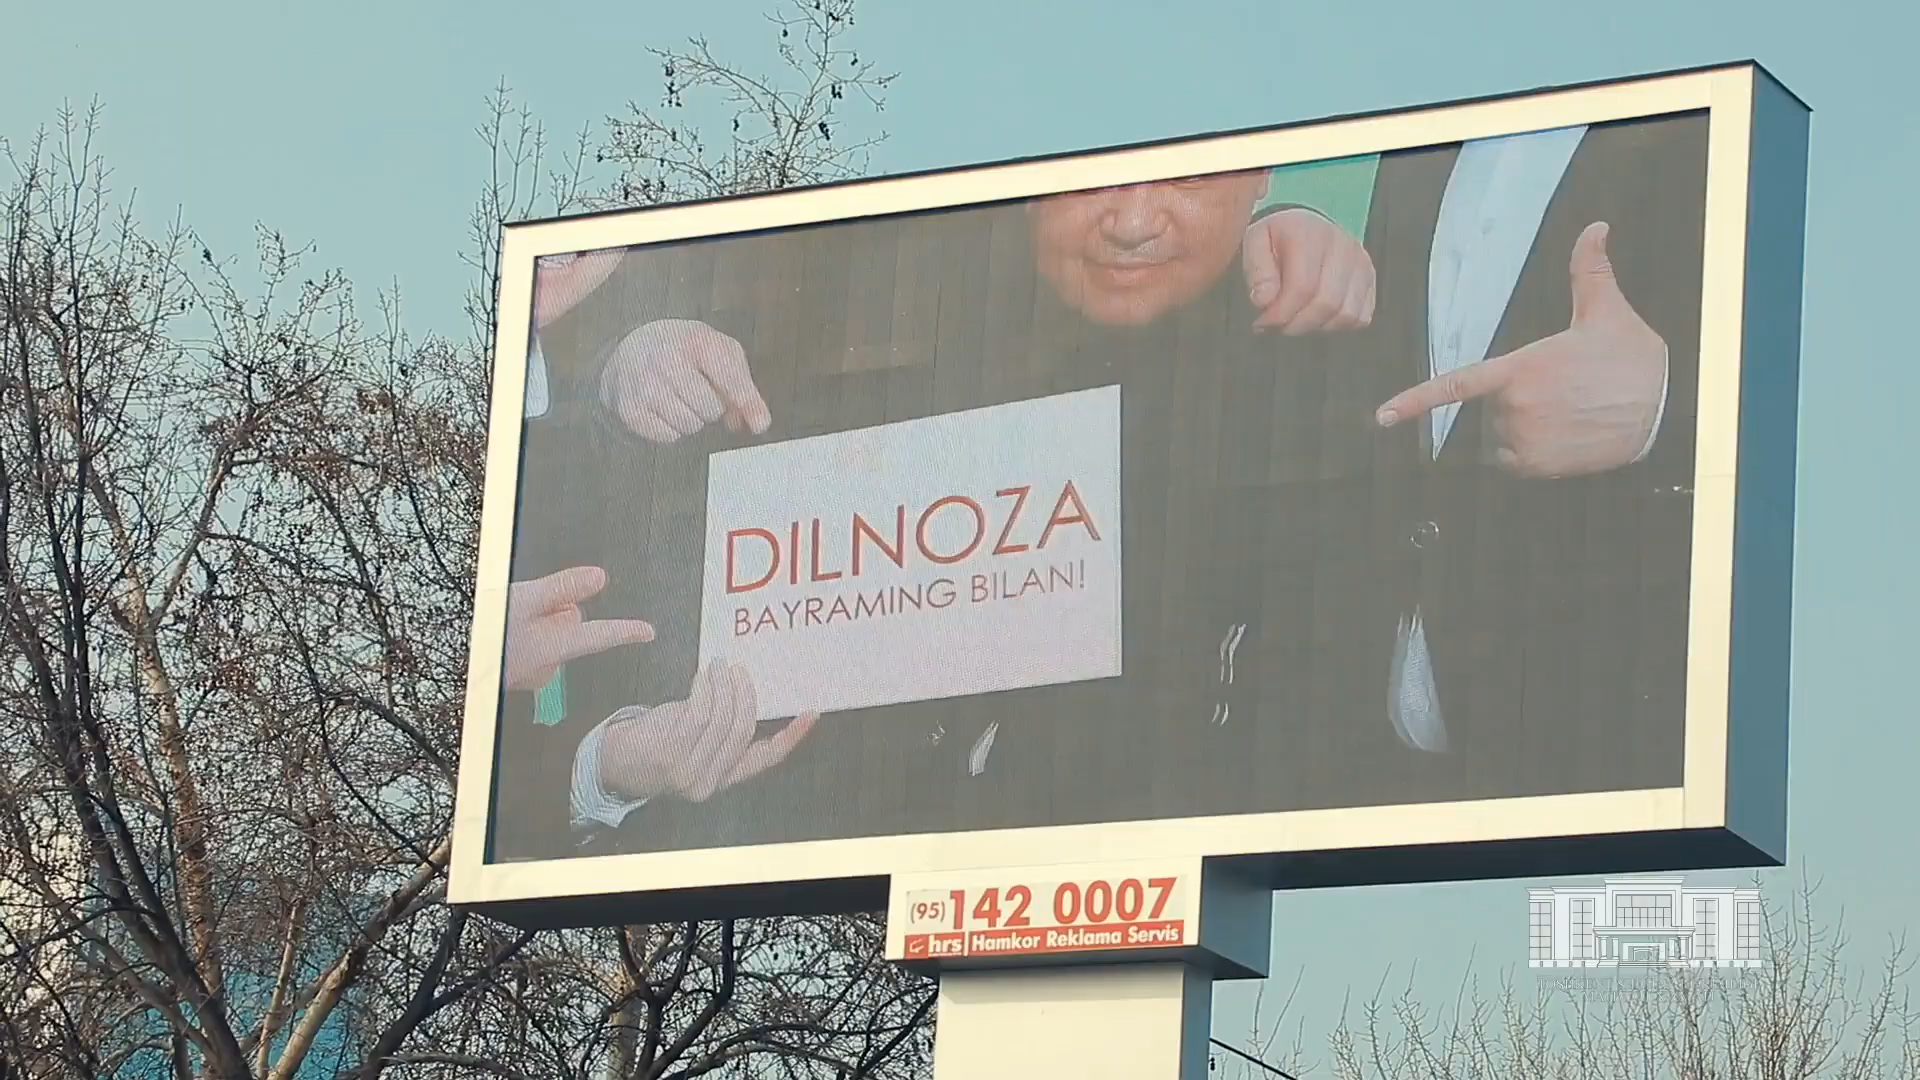 DILNOZA
BAYRAMING BILAN!
(95) 142 0007
hrs Hamkor Reklama Servis